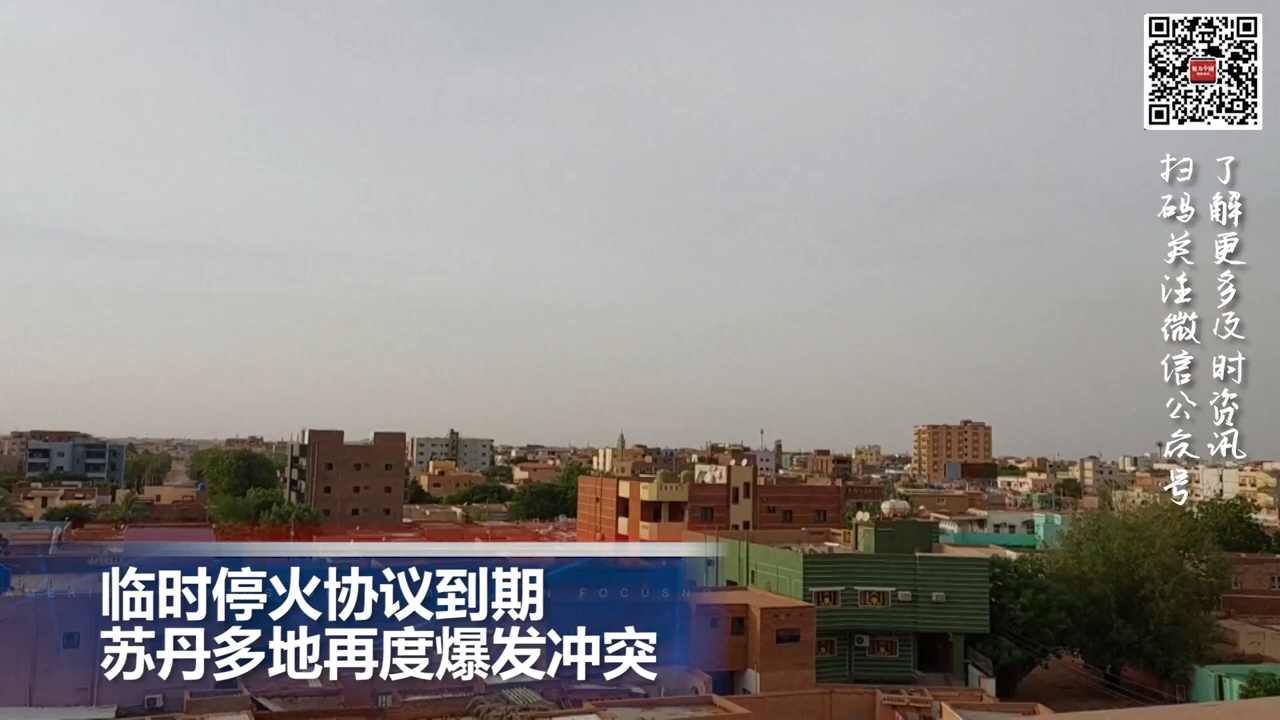 了解更多及时资讯
扫码关注微信公众号
临时停火协议到期
苏丹多地再度爆发冲突